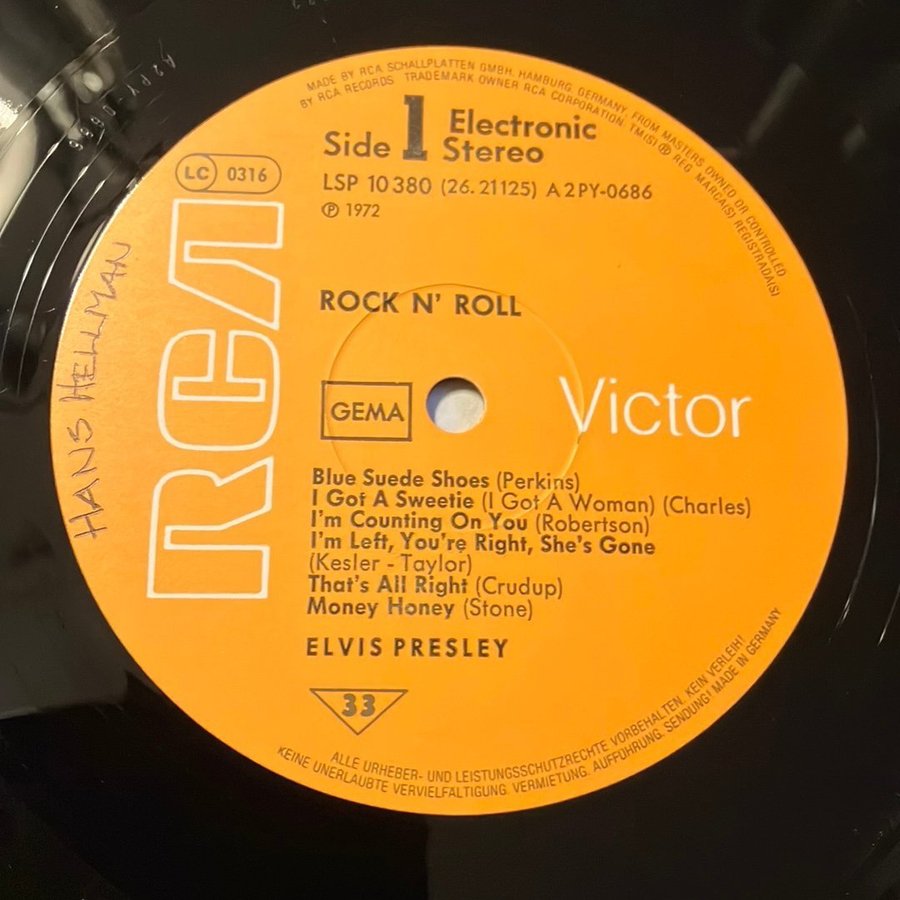 MADE BY RCA SCHALLPLATTEN GMBH, HAMBURG, GERMANY, FROM MASTERS OWNED OR CONTROLLED
BY RCA RECORDS TRADEMARK OWNER RCA CORPORATION. TM(S) ® REG. MARCA(S) REGISTRADA(S)
Side 1 Electronic
Stereo
LC 0316
LSP 10380 (26.21125) A2PY-0686
℗ 1972
RCA
HANS HELLMAN
ROCK N' ROLL
GEMA
Victor
Blue Suede Shoes (Perkins)
I Got A Sweetie (I Got A Woman) (Charles)
I'm Counting On You (Robertson)
I'm Left, You're Right, She's Gone
(Kesler - Taylor)
That's All Right (Crudup)
Money Honey (Stone)
ELVIS PRESLEY
33
ALLE URHEBER- UND LEISTUNGSSCHUTZRECHTE VORBEHALTEN. KEIN VERLEIH!
KEINE UNERLAUBTE VERVIELFÄLTIGUNG, VERMIETUNG, AUFFÜHRUNG, SENDUNG! MADE IN GERMANY